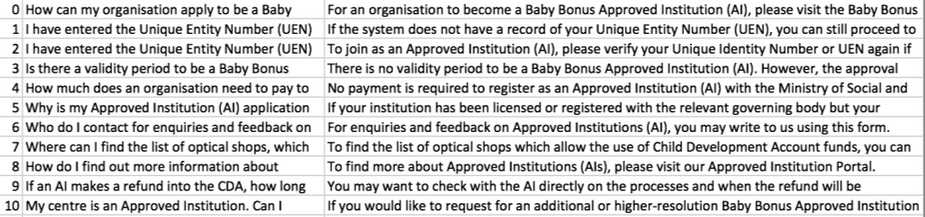 0 How can my organisation apply to be a Baby For an organisation to become a Baby Bonus Approved Institution (AI), please visit the Baby Bonus
1 I have entered the Unique Entity Number (UEN) If the system does not have a record of your Unique Entity Number (UEN), you can still proceed to
2 I have entered the Unique Entity Number (UEN) To join as an Approved Institution (AI), please verify your Unique Identity Number or UEN again if
3 Is there a validity period to be a Baby Bonus There is no validity period to be a Baby Bonus Approved Institution (AI). However, the approval
4 How much does an organisation need to pay to No payment is required to register as an Approved Institution (AI) with the Ministry of Social and
5 Why is my Approved Institution (AI) application If your institution has been licensed or registered with the relevant governing body but your
6 Who do I contact for enquiries and feedback on For enquiries and feedback on Approved Institutions (AI), you may write to us using this form.
7 Where can I find the list of optical shops, which To find the list of optical shops which allow the use of Child Development Account funds, you can
8 How do I find out more information about To find more about Approved Institutions (AIs), please visit our Approved Institution Portal.
9 If an AI makes a refund into the CDA, how long You may want to check with the AI directly on the processes and when the refund will be
10 My centre is an Approved Institution. Can I If you would like to request for an additional or higher-resolution Baby Bonus Approved Institution